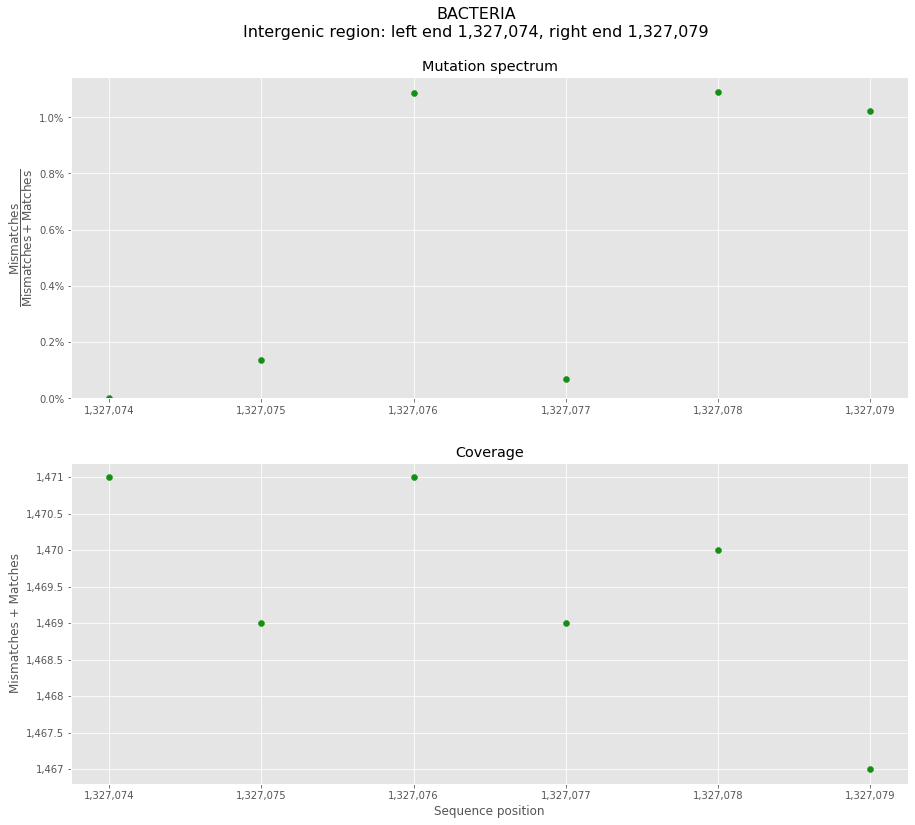 BACTERIA
Intergenic region: left end 1,327,074, right end 1,327,079
Mutation spectrum
Mismatches
Mismatches + Matches
1.0%
0.8%
0.6%
0.4%
0.2%
0.0%
1,327,074 1,327,075 1,327,076 1,327,077 1,327,078 1,327,079
Coverage
Mismatches + Matches
1,471
1,470.5
1,470
1,469.5
1,469
1,468.5
1,468
1,467.5
1,467
1,327,074 1,327,075 1,327,076 1,327,077 1,327,078 1,327,079
Sequence position